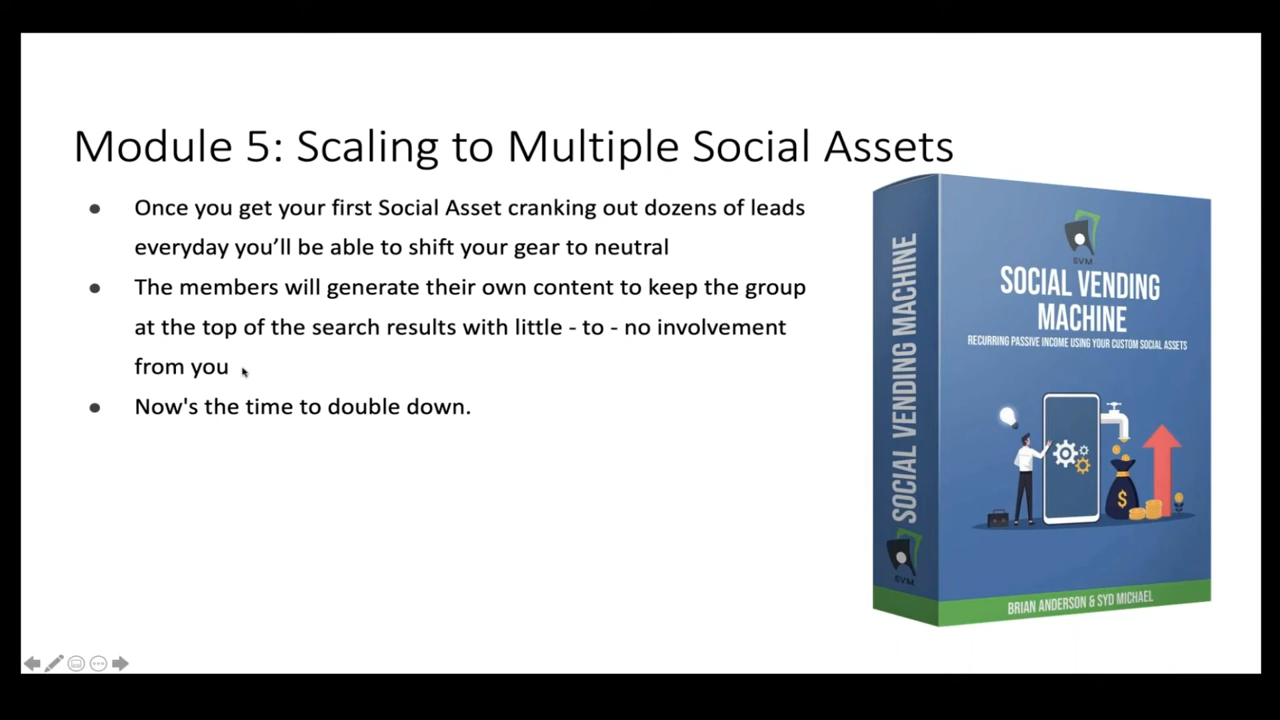 Module 5: Scaling to Multiple Social Assets
● Once you get your first Social Asset cranking out dozens of leads
everyday you’ll be able to shift your gear to neutral
● The members will generate their own content to keep the group
at the top of the search results with little - to - no involvement
from you
● Now's the time to double down.
SOCIAL VENDING MACHINE
SVM
SVM
SOCIAL VENDING
MACHINE
RECURRING PASSIVE INCOME USING YOUR CUSTOM SOCIAL ASSETS
$
BRIAN ANDERSON & SYD MICHAEL